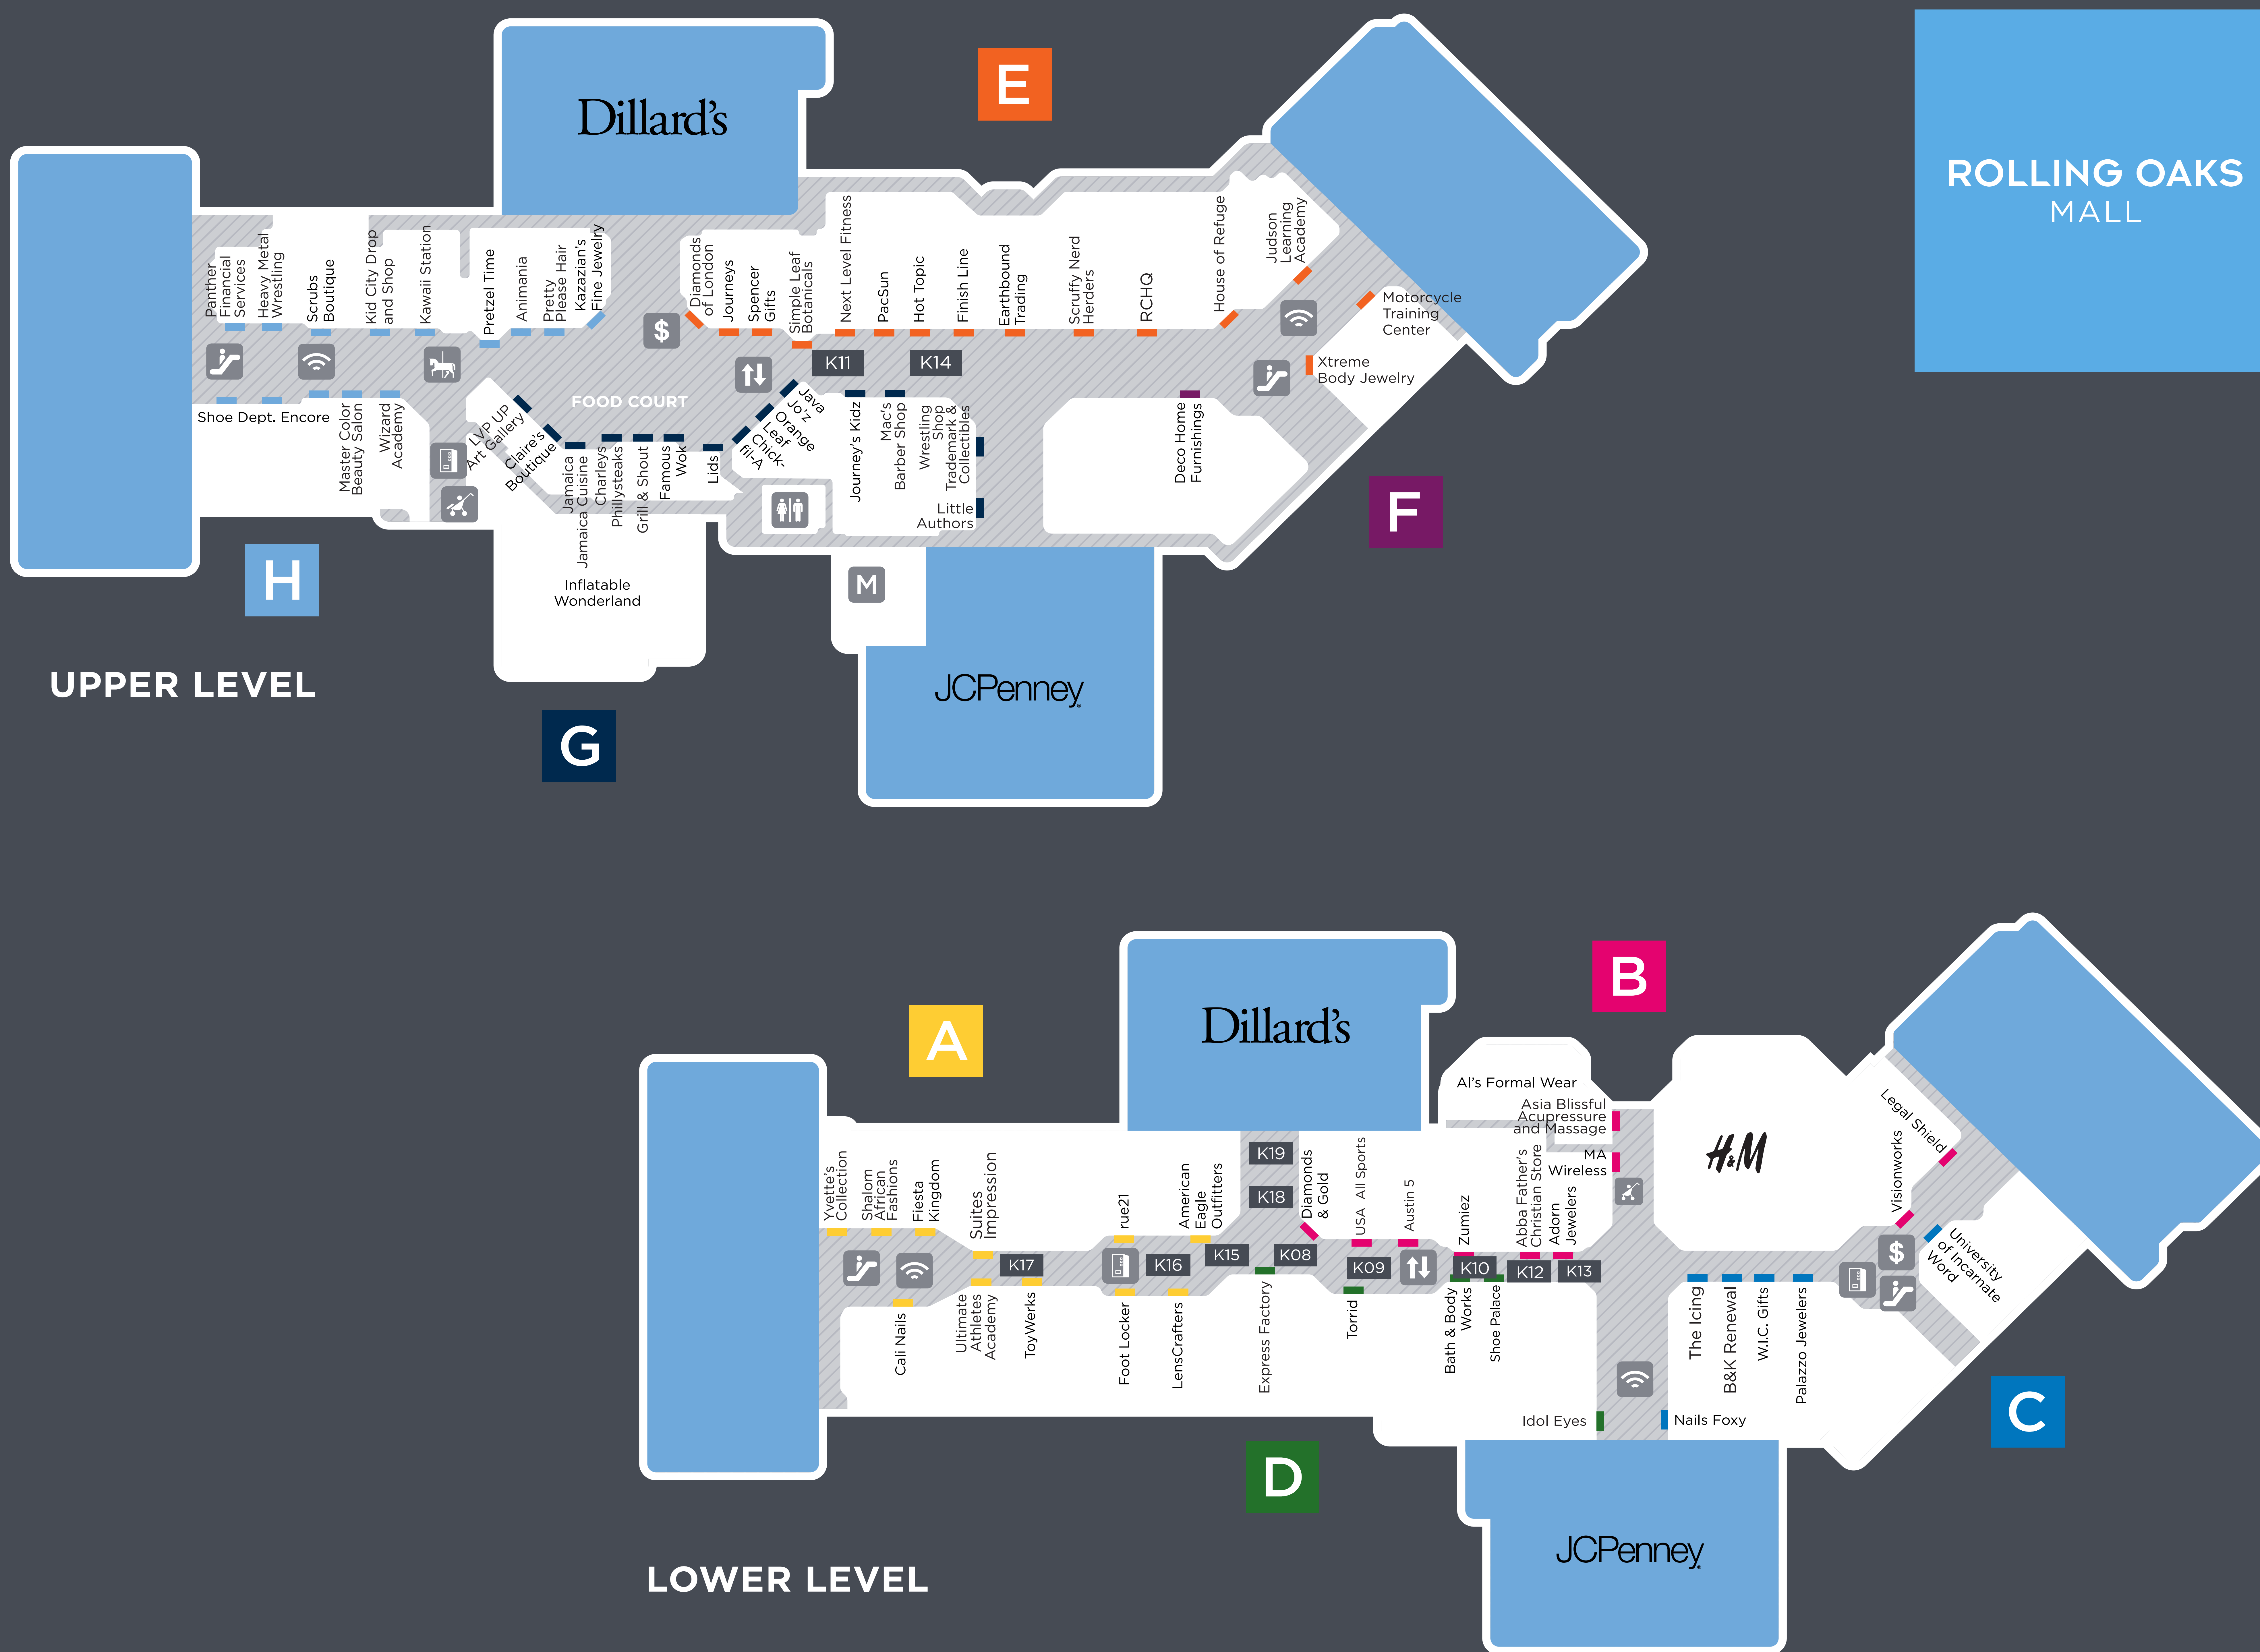 ROLLING OAKS
MALL
E
Dillard's
Panther
Financial
Services
Heavy Metal
Wrestling
Scrubs
Boutique
Kid City Drop
and Shop
Kawaii Station
Pretzel Time
Animania
Pretty
Please Hair
Kazazian's
Fine Jewelry
Diamonds
of London
Journeys
Spencer
Gifts
Simple Leaf
Botanicals
Next Level Fitness
PacSun
Hot Topic
Finish Line
Earthbound
Trading
Scruffy Nerd
Herders
RCHQ
House of Refuge
Judson
Learning
Academy
Motorcycle
Training
Center
Xtreme
Body Jewelry
$
K11
K14
FOOD COURT
Shoe Dept. Encore
Master Color
Beauty Salon
Wizard
Academy
LVP UP
Art Gallery
Claire's
Boutique
Jamaica
Jamaica Cuisine
Charleys
Phillysteaks
Grill & Shout
Famous
Wok
Lids
Java
Jo'z
Orange
Leaf
Chick-
fil-A
Journey's Kidz
Mac's
Barber Shop
Wrestling
Shop
Trademark &
Collectibles
Little
Authors
Deco Home
Furnishings
F
H
Inflatable
Wonderland
M
JCPenney
UPPER LEVEL
G
B
A
Dillard's
Al's Formal Wear
Asia Blissful
Acupressure
and Massage
MA
Wireless
H&M
Legal Shield
Visionworks
University
of Incarnate
Word
Yvette's
Collection
Shalom
African
Fashions
Fiesta
Kingdom
Suites
Impression
rue21
American
Eagle
Outfitters
K19
K18
Diamonds
& Gold
USA All Sports
Austin 5
Zumiez
Abba Father's
Christian Store
Adorn
Jewelers
K17
K16
K15
K08
K09
K10
K12
K13
$
Cali Nails
Ultimate
Athletes
Academy
ToyWerks
Foot Locker
LensCrafters
Express Factory
Torrid
Bath & Body
Works
Shoe Palace
The Icing
B&K Renewal
W.I.C. Gifts
Palazzo Jewelers
Idol Eyes
Nails Foxy
C
D
JCPenney
LOWER LEVEL